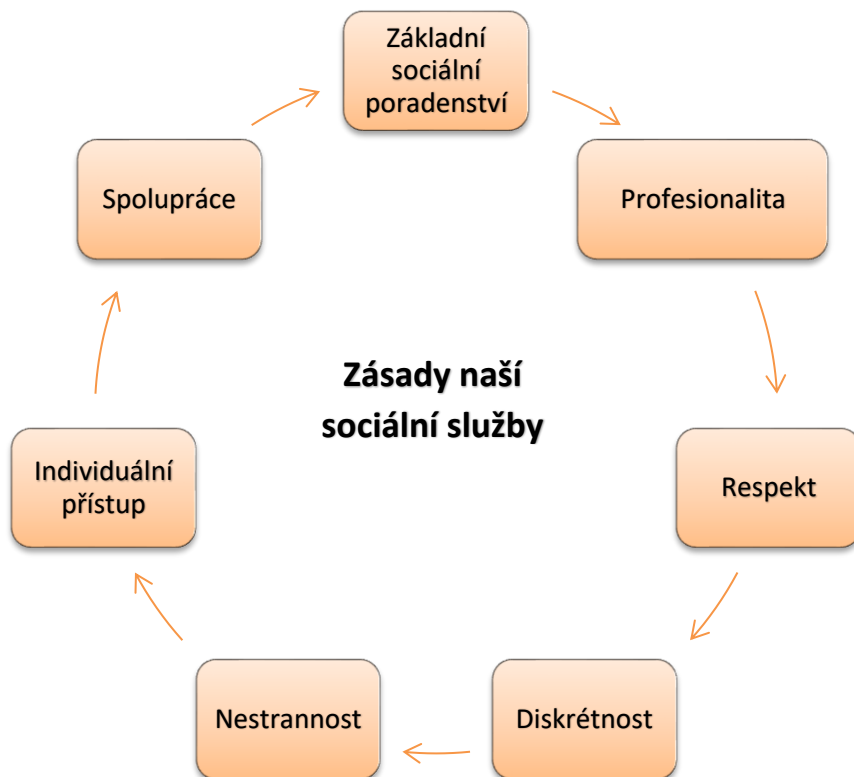 Základní
sociální
poradenství
Profesionalita
Respekt
Diskrétnost
Nestrannost
Individuální
přístup
Spolupráce
Zásady naší
sociální služby